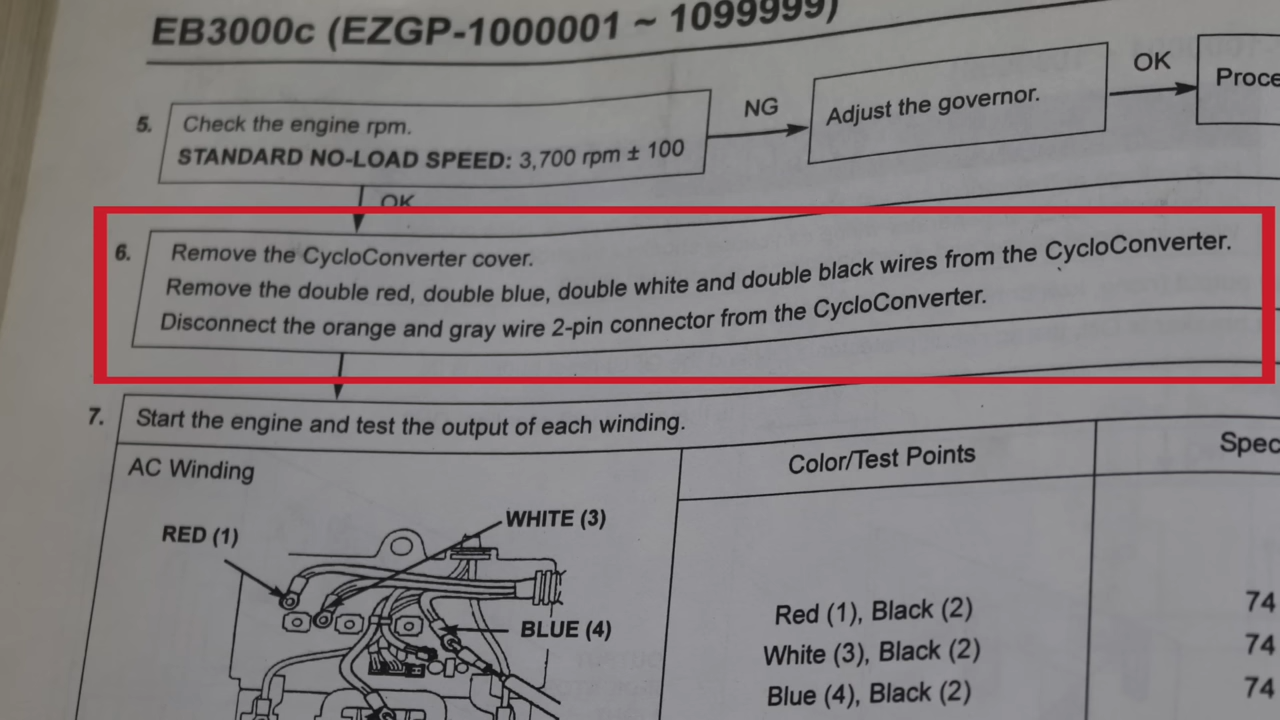 EB3000c (EZGP-1000001 ~ 1099999)
5. Check the engine rpm.
STANDARD NO-LOAD SPEED: 3,700 rpm ± 100
NG
Adjust the governor.
OK
OK
6. Remove the CycloConverter cover.
Remove the double red, double blue, double white and double black wires from the CycloConverter.
Disconnect the orange and gray wire 2-pin connector from the CycloConverter.
7. Start the engine and test the output of each winding.
AC Winding
Color/Test Points
RED (1)
WHITE (3)
BLUE (4)
Red (1), Black (2) 74
White (3), Black (2) 74
Blue (4), Black (2) 74